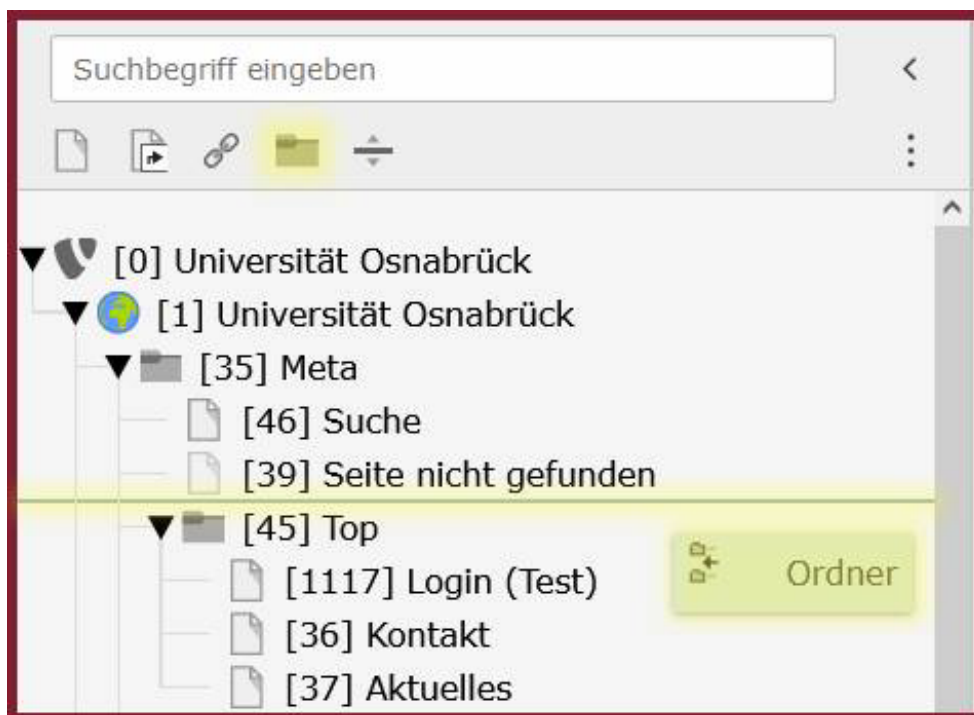 Suchbegriff eingeben
[0] Universität Osnabrück
[1] Universität Osnabrück
[35] Meta
[46] Suche
[39] Seite nicht gefunden
[45] Top
[1117] Login (Test)
Ordner
[36] Kontakt
[37] Aktuelles